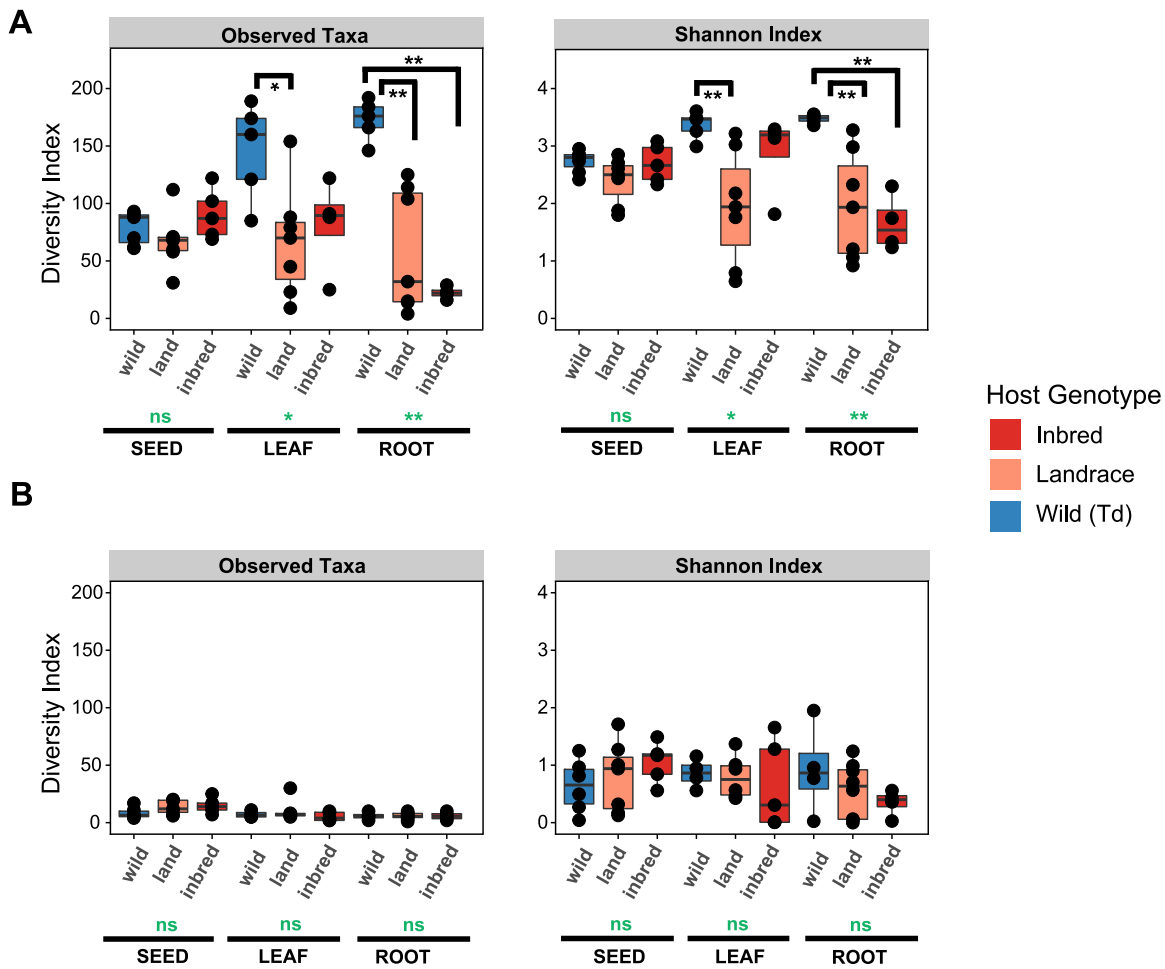 A
Observed Taxa
Shannon Index
Diversity Index
200
150
100
50
0
*
**
**
4
3
2
1
0
**
**
**
wild
land
inbred
wild
land
inbred
wild
land
inbred
wild
land
inbred
wild
land
inbred
wild
land
inbred
ns
*
**
ns
*
**
SEED
LEAF
ROOT
SEED
LEAF
ROOT
Host Genotype
Inbred
Landrace
Wild (Td)
B
Observed Taxa
Shannon Index
Diversity Index
200
150
100
50
0
4
3
2
1
0
wild
land
inbred
wild
land
inbred
wild
land
inbred
wild
land
inbred
wild
land
inbred
wild
land
inbred
ns
ns
ns
ns
ns
ns
SEED
LEAF
ROOT
SEED
LEAF
ROOT